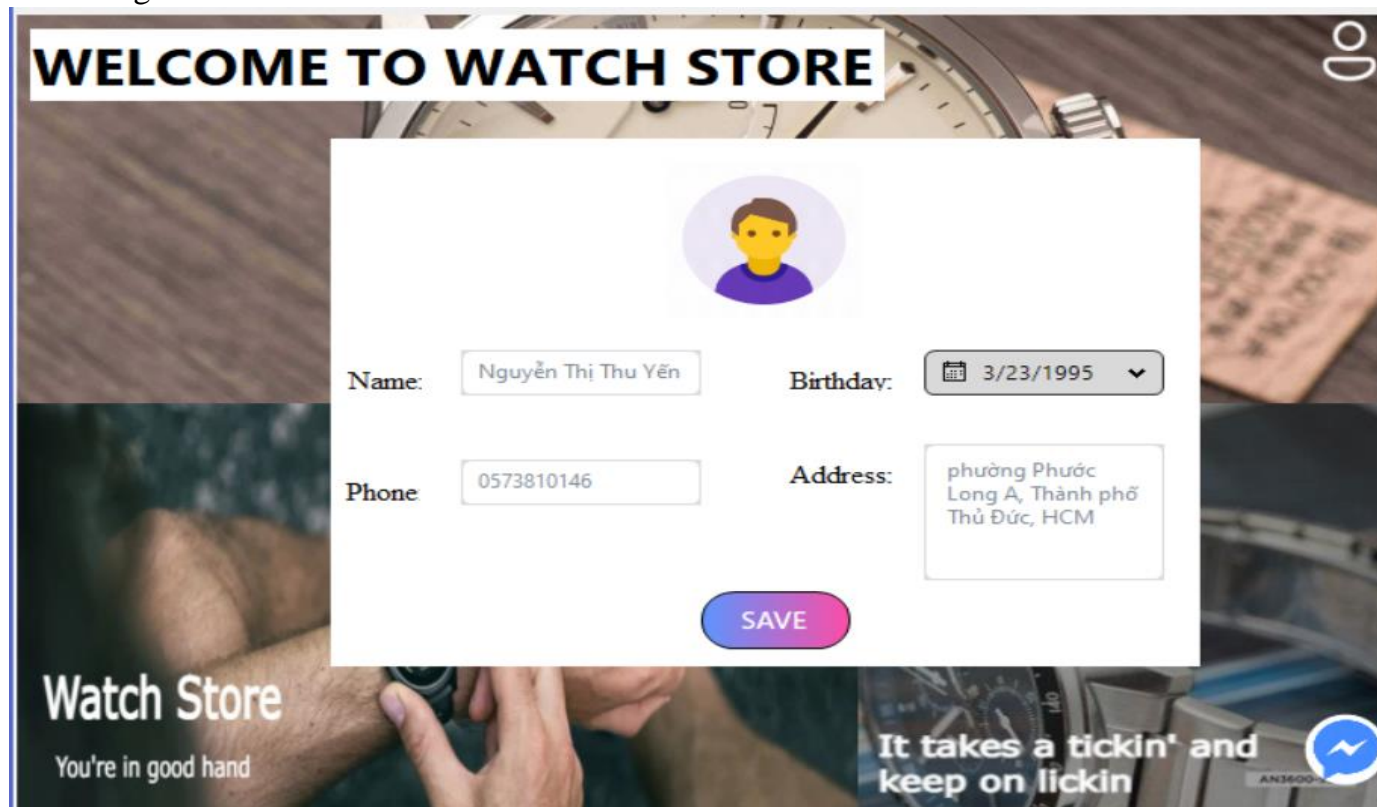 WELCOME TO WATCH STORE
Name:
Nguyễn Thị Thu Yến
Birthday:
3/23/1995
Phone
0573810146
Address:
phường Phước
Long A, Thành phố
Thủ Đức, HCM
SAVE
Watch Store
You're in good hand
It takes a tickin' and
keep on lickin